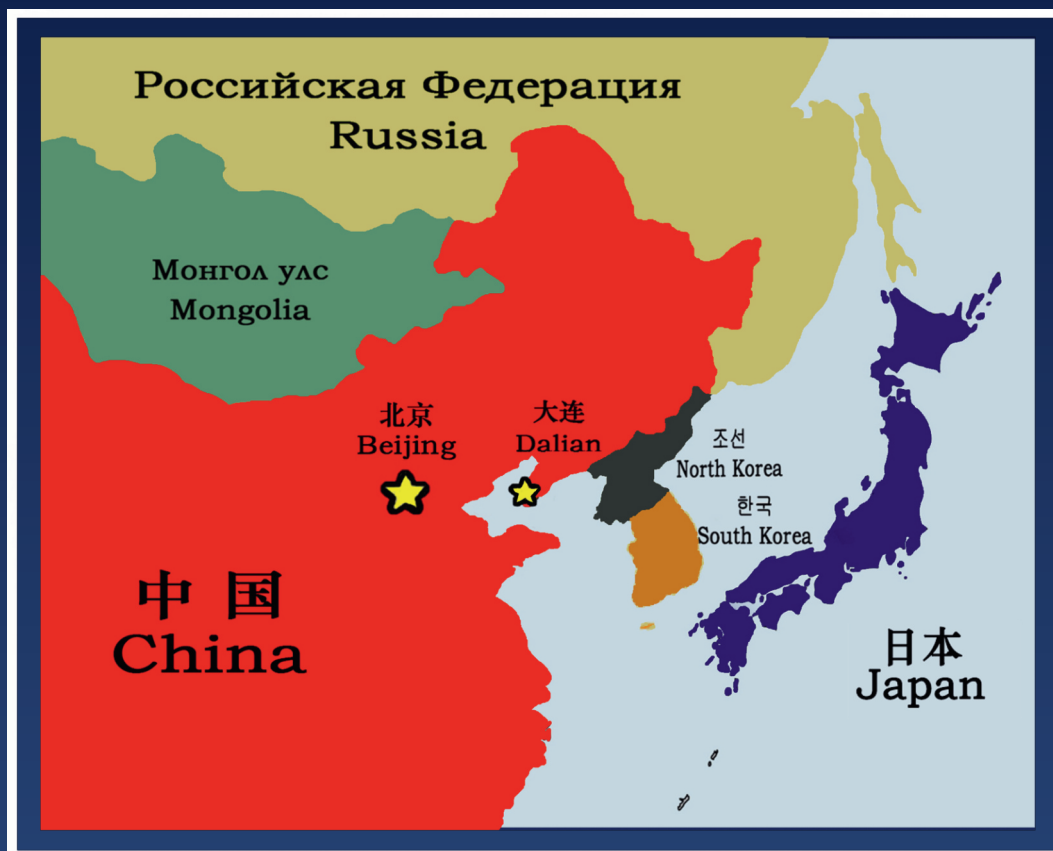 Российская Федерация
Russia
Монгол улс
Mongolia
北京
Beijing
大连
Dalian
조선
North Korea
한국
South Korea
中国
China
日本
Japan